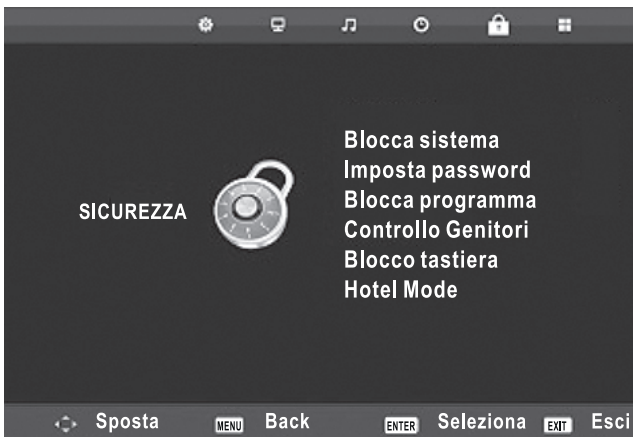 Blocca sistema
Imposta password
Blocca programma
SICUREZZA
Controllo Genitori
Blocco tastiera
Hotel Mode
Sposta MENU Back ENTER Seleziona EXIT Esci